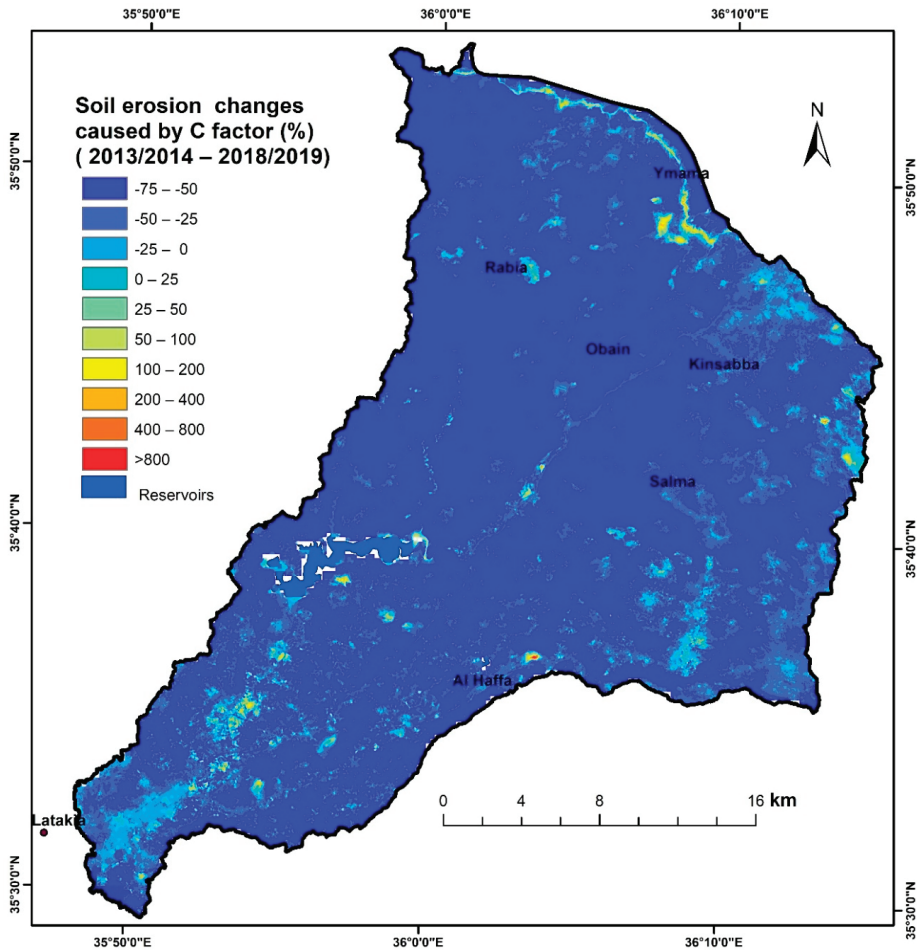 35°50'0"E 36°0'0"E 36°10'0"E
Soil erosion changes
caused by C factor (%)
( 2013/2014 – 2018/2019)
-75 – -50
-50 – -25
-25 – 0
0 – 25
25 – 50
50 – 100
100 – 200
200 – 400
400 – 800
>800
Reservoirs
N
35°50'0"N
35°50'0"N
Ymama
Rabia
Obain
Kinsabba
Salma
35°40'0"N
35°40'0"N
Al Haffa
0 4 8 16 km
Latakia
35°30'0"N
35°30'0"N
35°50'0"E 36°0'0"E 36°10'0"E